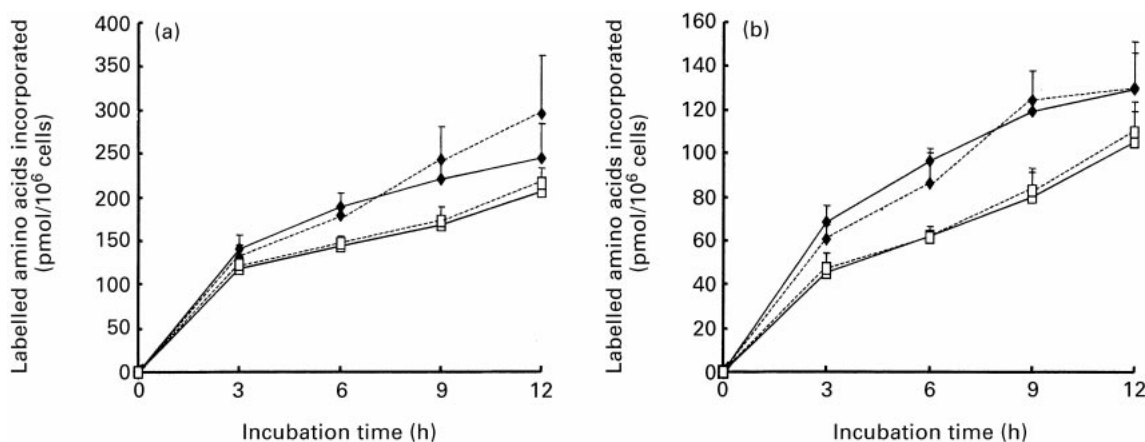 (a)
Labelled amino acids incorporated
(pmol/10⁶ cells)
400
350
300
250
200
150
100
50
0
0 3 6 9 12
Incubation time (h)
(b)
Labelled amino acids incorporated
(pmol/10⁶ cells)
160
140
120
100
80
60
40
20
0
0 3 6 9 12
Incubation time (h)